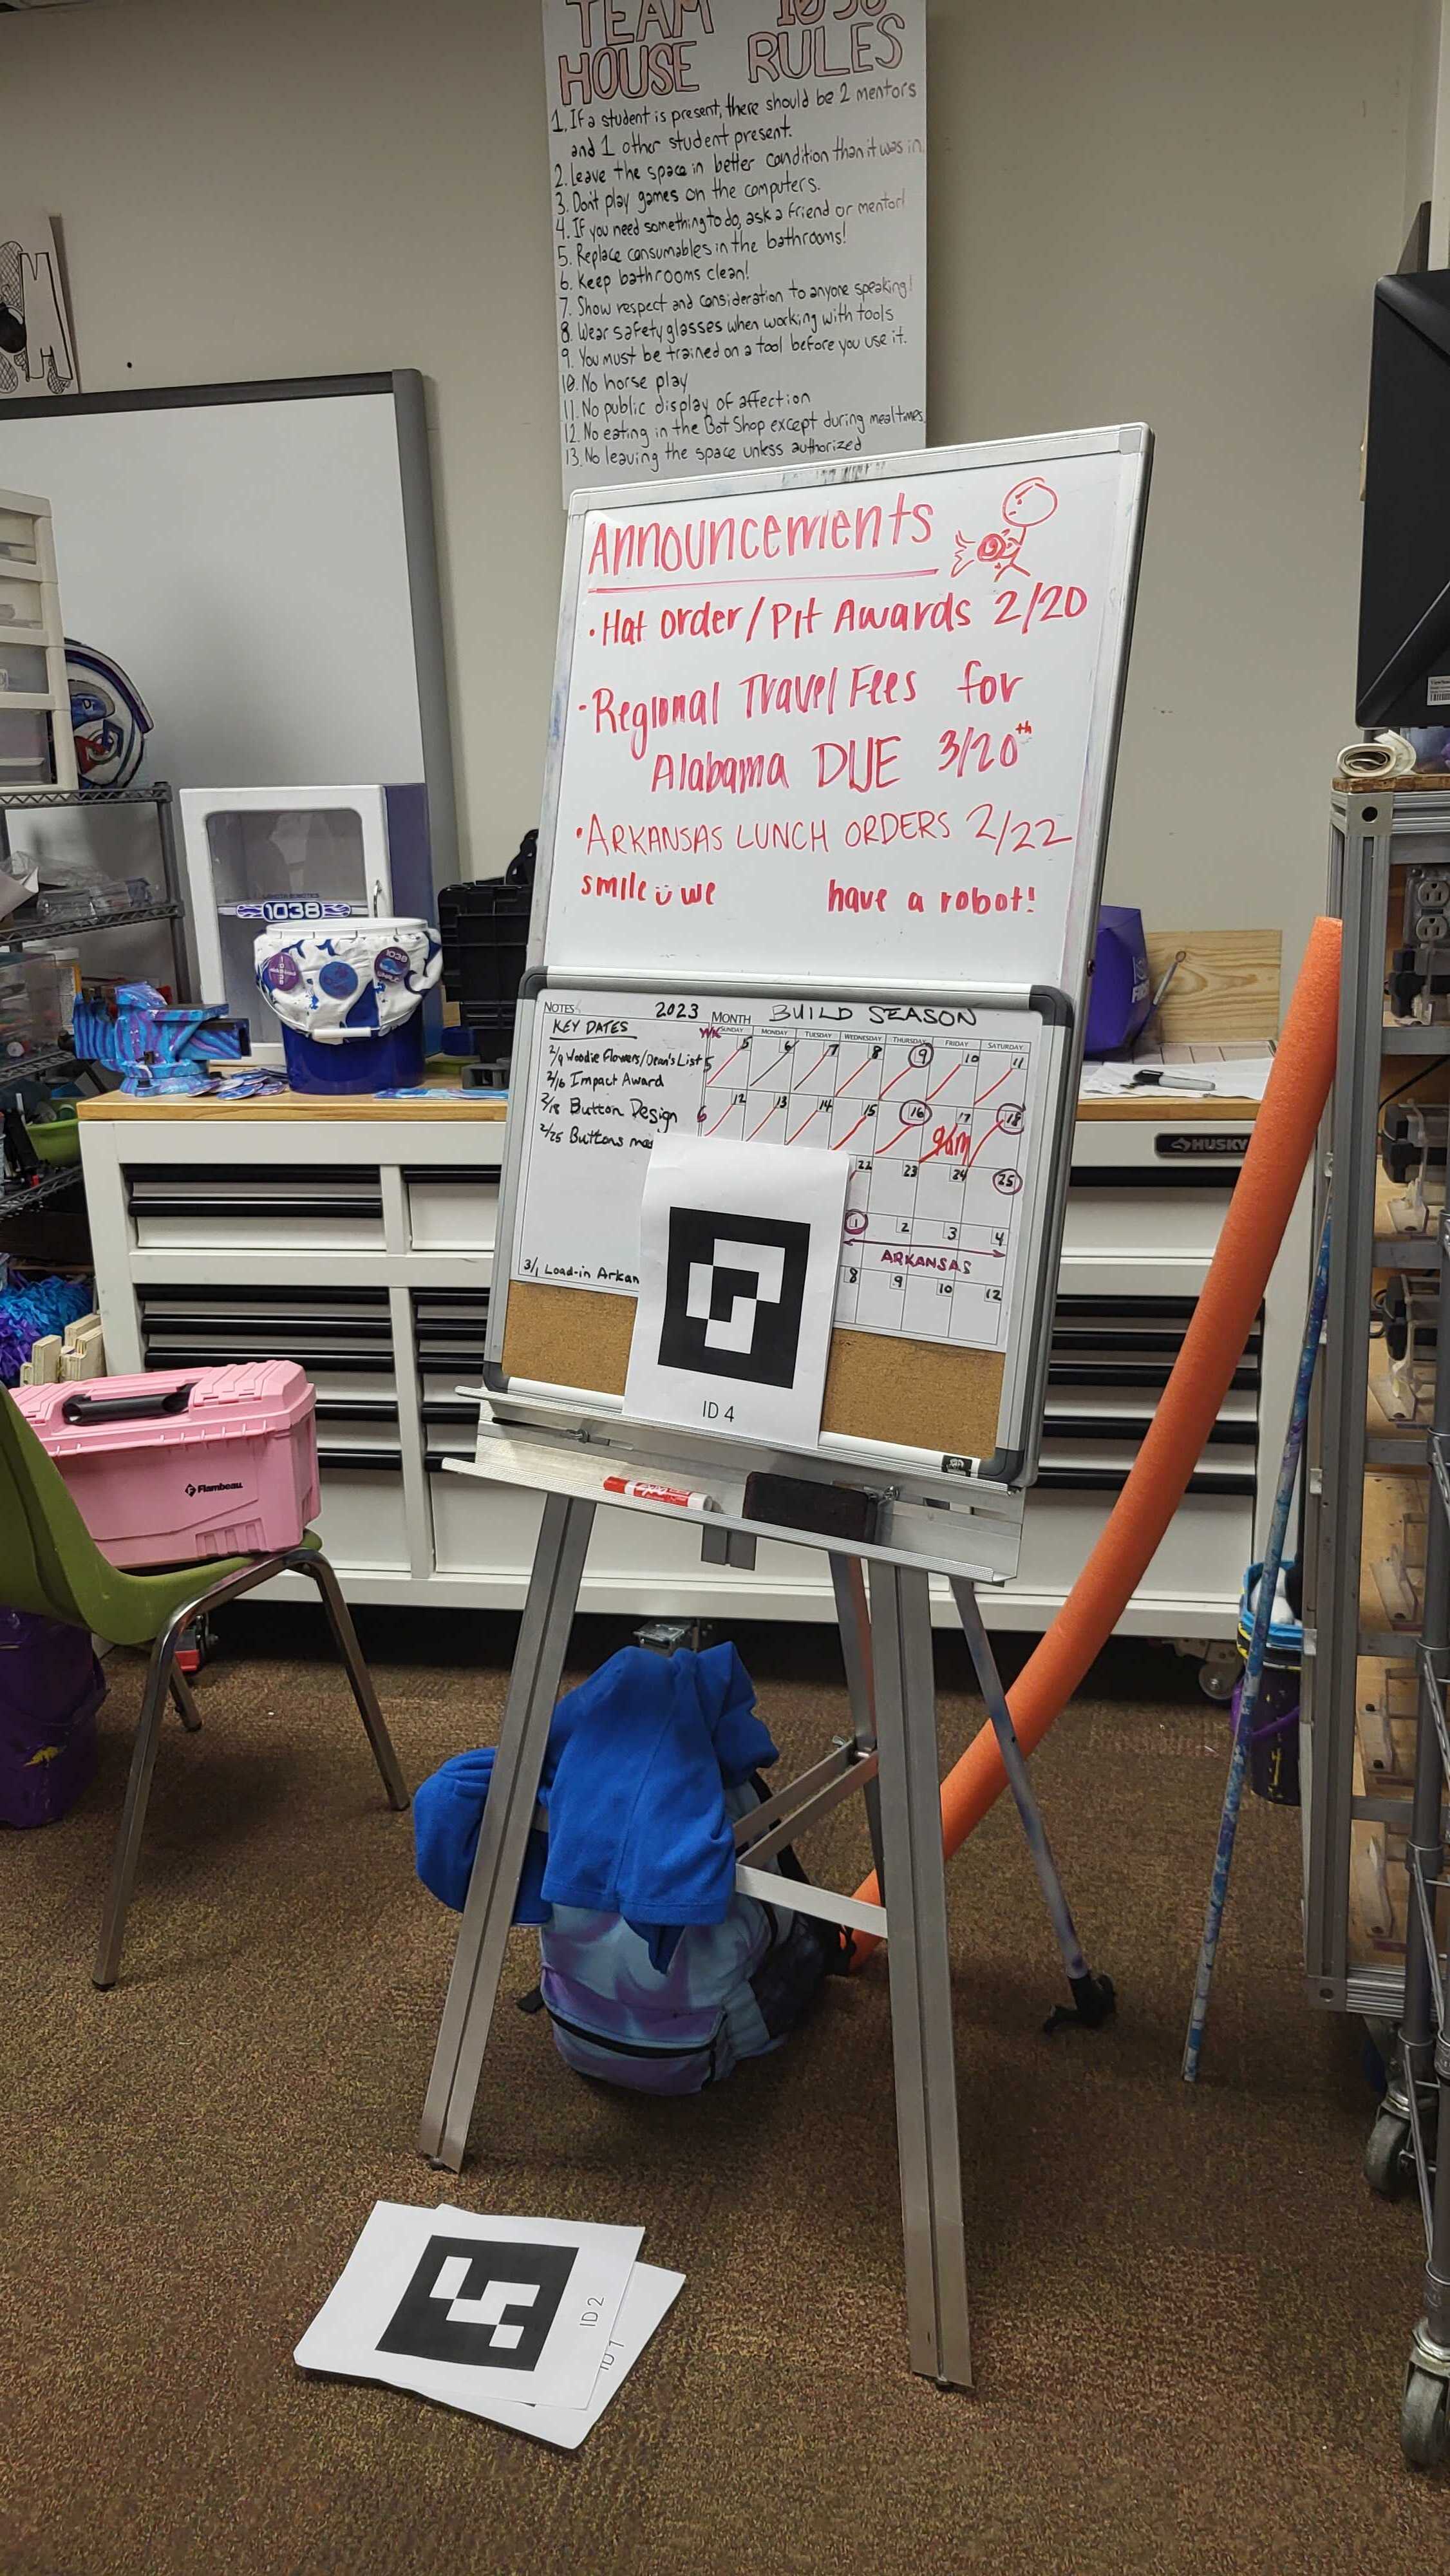 TEAM 1038
HOUSE RULES
1. If a student is present, there should be 2 mentors
and 1 other student present.
2. Leave the space in better condition than it was in.
3. Don't play games on the computers.
4. If you need something to do, ask a friend or mentor!
5. Replace consumables in the bathrooms!
6. Keep bathrooms clean!
7. Show respect and consideration to anyone speaking!
8. Wear safety glasses when working with tools
9. You must be trained on a tool before you use it.
10. No horse play
11. No public display of affection
12. No eating in the Bot Shop except during mealtimes.
13. No leaving the space unless authorized
Announcements
• Hat Order/Pit Awards 2/20
• Regional Travel Fees for
Alabama DUE 3/20th
• ARKANSAS LUNCH ORDERS 2/22
smile we have a robot!
1038
1038
NOTES 2023 MONTH BUILD SEASON
KEY DATES
2/9 Woodie Flowers/Dean's List
2/16 Impact Award
2/18 Button Design
2/25 Buttons
3/1 Load-in Arkan
WK SUNDAY MONDAY TUESDAY WEDNESDAY THURSDAY FRIDAY SATURDAY
5 5 6 7 8 9 10 11
6 12 13 14 15 16 17 18
9am
22 23 24 25
1 2 3 4
ARKANSAS
8 9 10 12
HUSKY
FIRST
ID 4
Flambeau
ID 2
ID 1